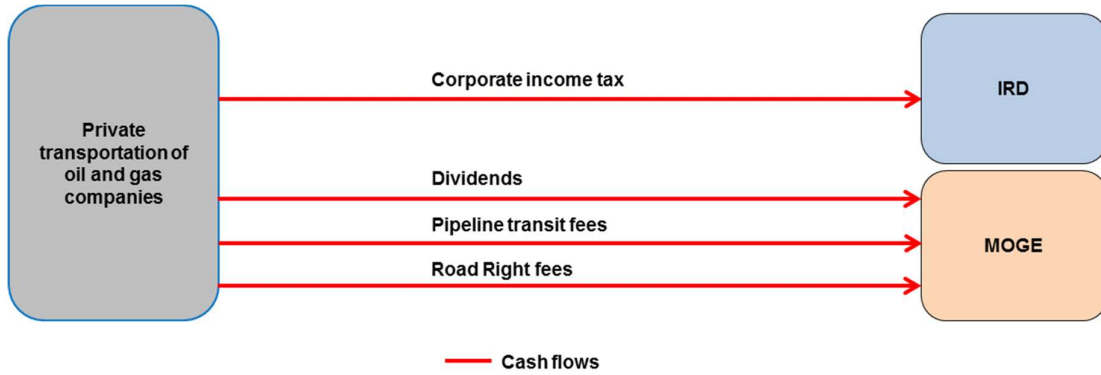 Corporate income tax
IRD
Private
transportation of
oil and gas
companies
Dividends
Pipeline transit fees
MOGE
Road Right fees
Cash flows